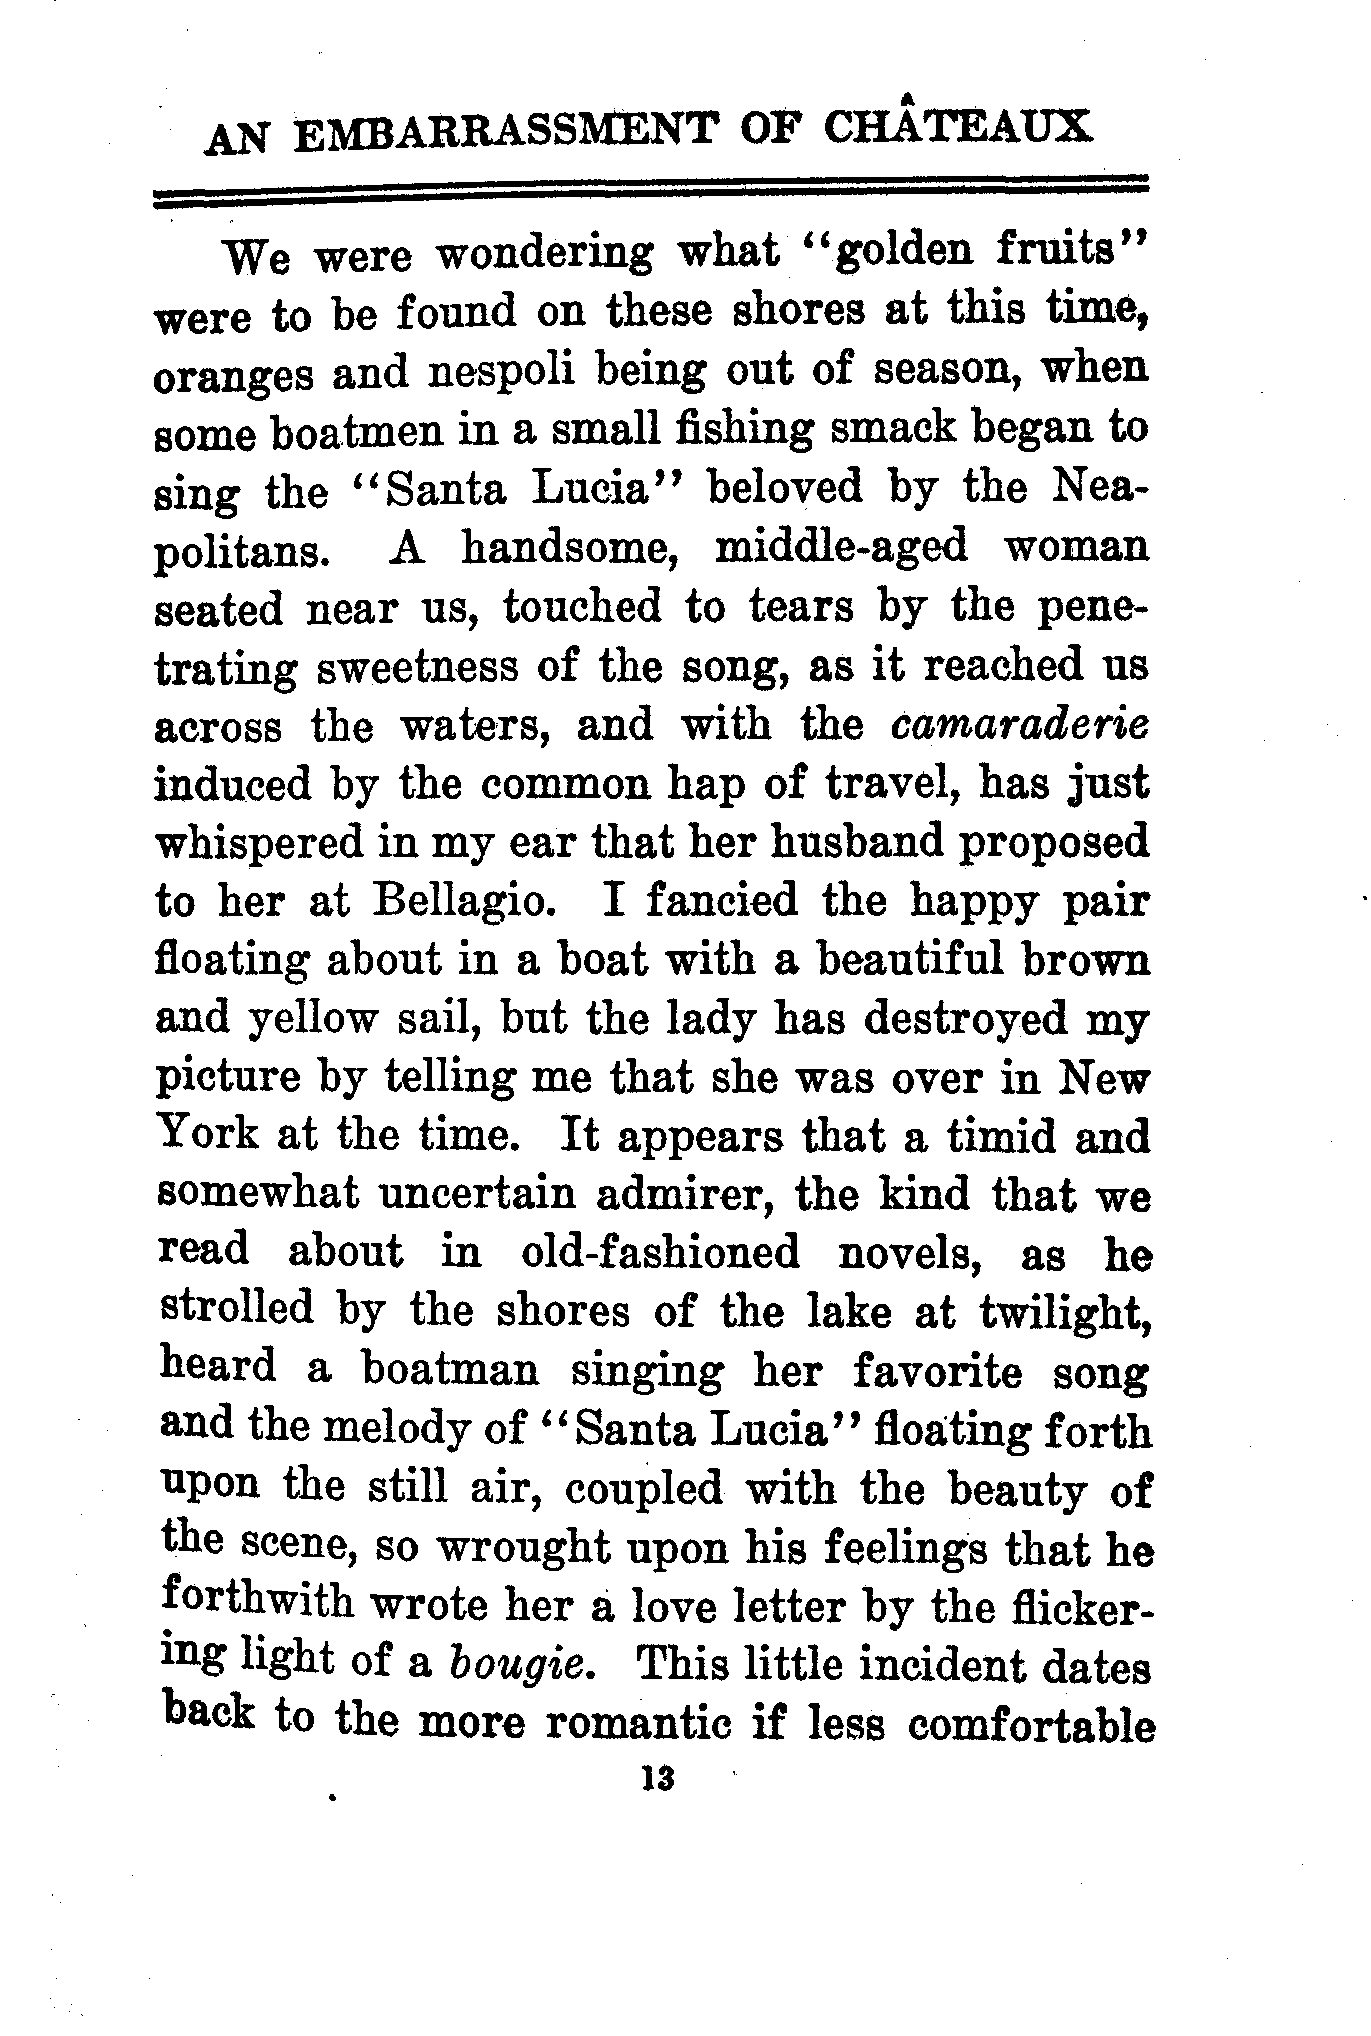 AN EMBARRASSMENT OF CHÂTEAUX
We were wondering what "golden fruits"
were to be found on these shores at this time,
oranges and nespoli being out of season, when
some boatmen in a small fishing smack began to
sing the "Santa Lucia" beloved by the Nea-
politans. A handsome, middle-aged woman
seated near us, touched to tears by the pene-
trating sweetness of the song, as it reached us
across the waters, and with the camaraderie
induced by the common hap of travel, has just
whispered in my ear that her husband proposed
to her at Bellagio. I fancied the happy pair
floating about in a boat with a beautiful brown
and yellow sail, but the lady has destroyed my
picture by telling me that she was over in New
York at the time. It appears that a timid and
somewhat uncertain admirer, the kind that we
read about in old-fashioned novels, as he
strolled by the shores of the lake at twilight,
heard a boatman singing her favorite song
and the melody of "Santa Lucia" floating forth
upon the still air, coupled with the beauty of
the scene, so wrought upon his feelings that he
forthwith wrote her a love letter by the flicker-
ing light of a bougie. This little incident dates
back to the more romantic if less comfortable
13